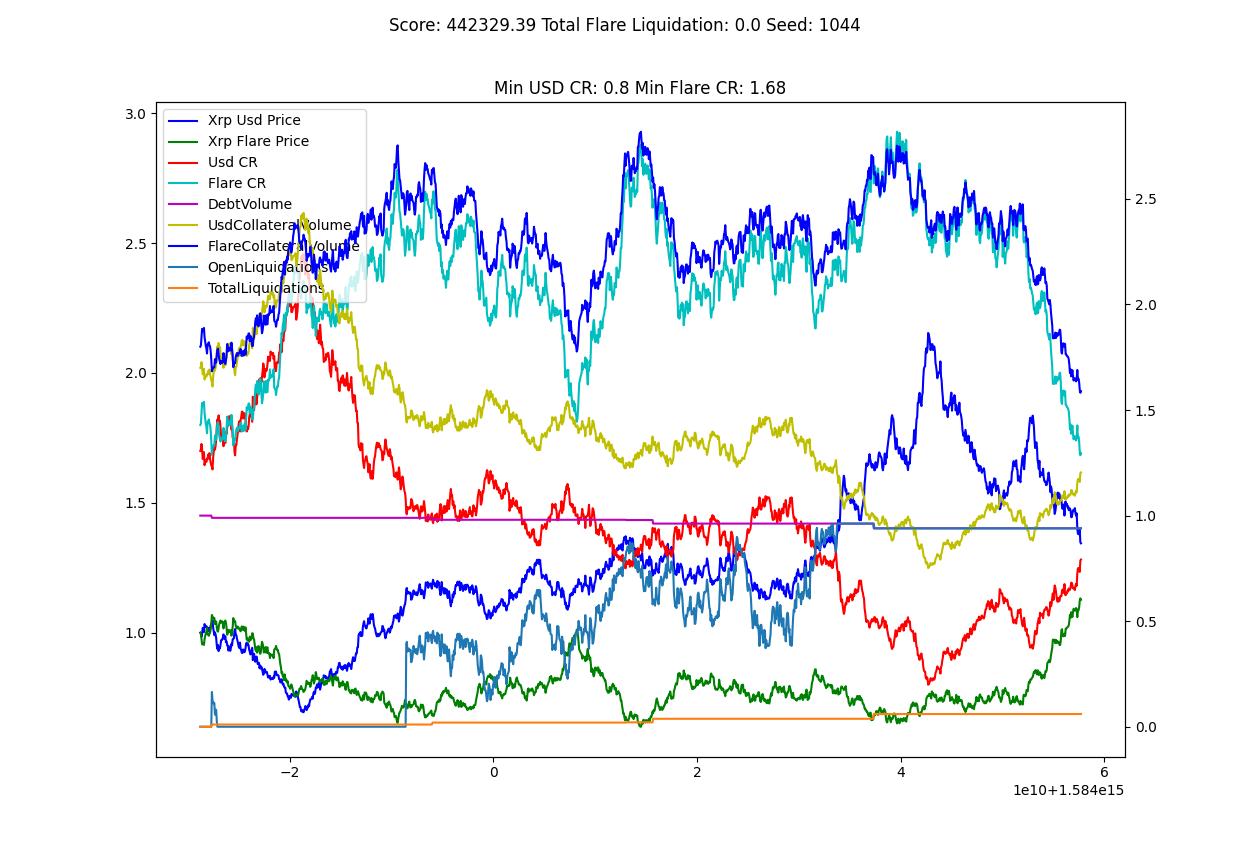 Score: 442329.39 Total Flare Liquidation: 0.0 Seed: 1044
Min USD CR: 0.8 Min Flare CR: 1.68
Xrp Usd Price
Xrp Flare Price
Usd CR
Flare CR
DebtVolume
UsdCollateralVolume
FlareCollateralVolume
OpenLiquidations
TotalLiquidations
3.0
2.5
2.0
1.5
1.0
2.5
2.0
1.5
1.0
0.5
0.0
−2 0 2 4 6
1e10+1.584e15